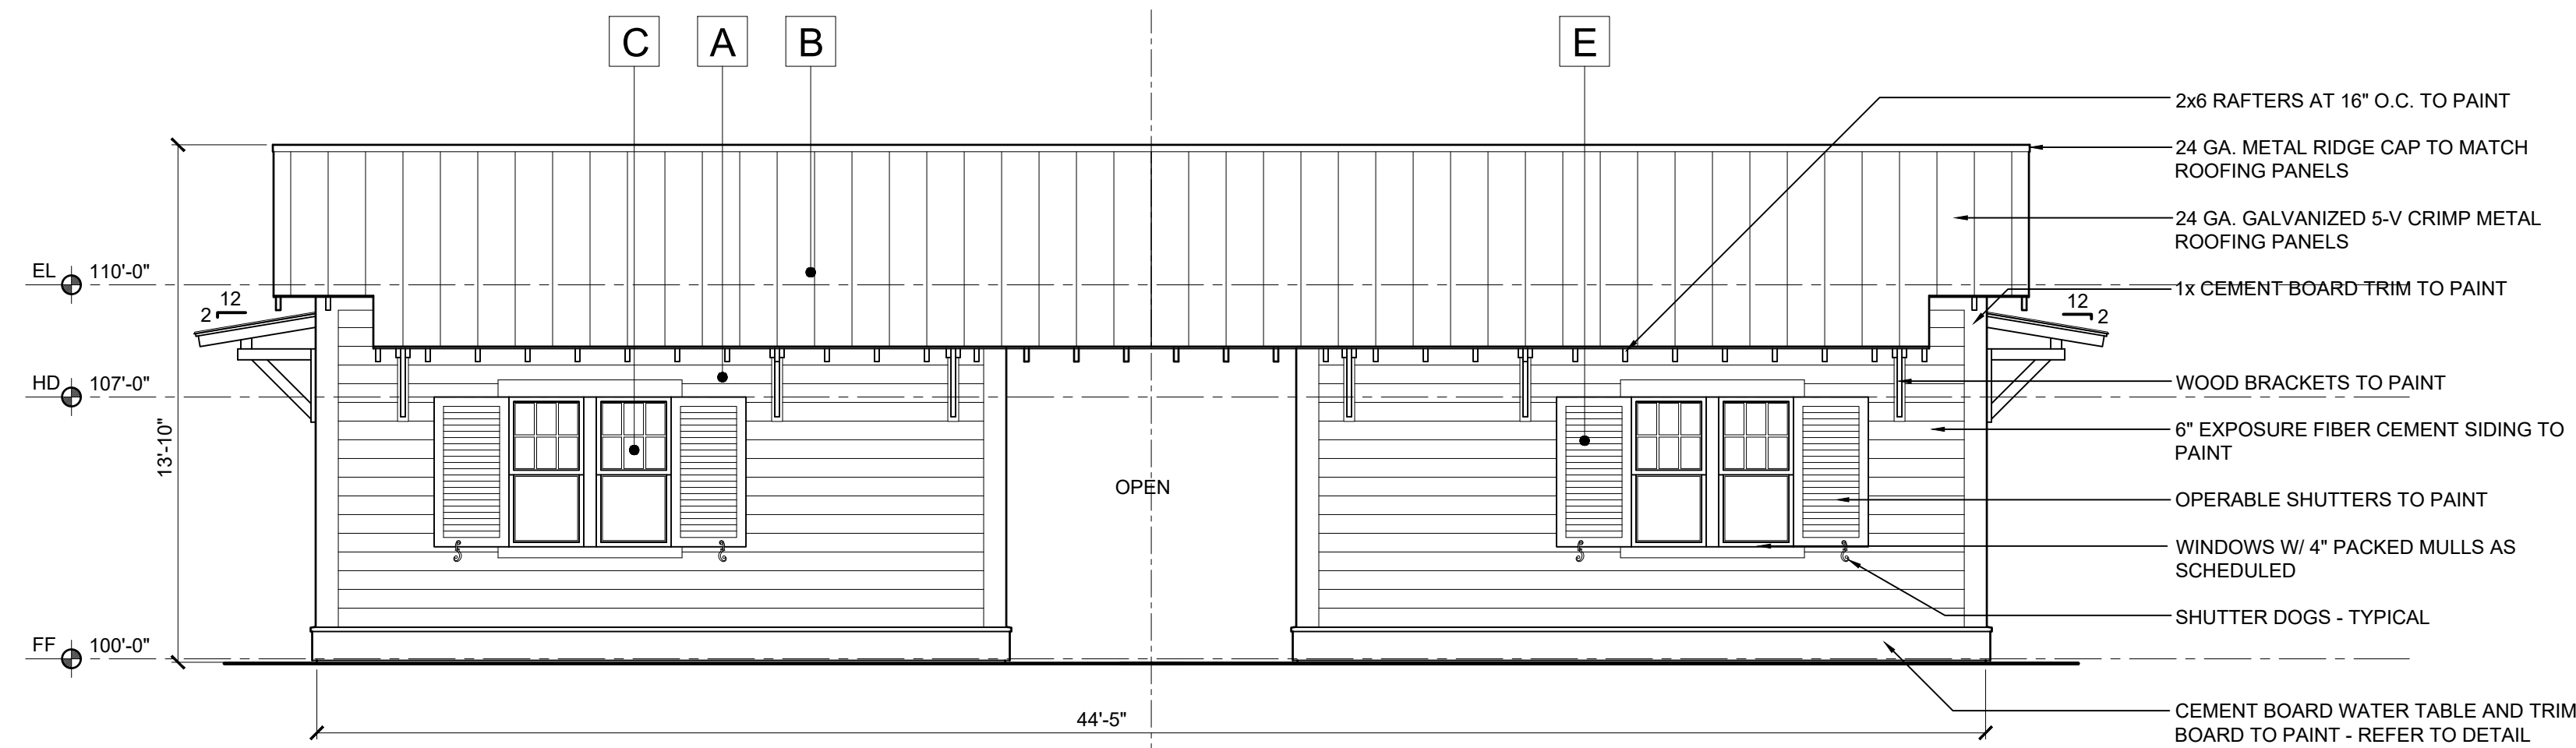 C A B E
2x6 RAFTERS AT 16" O.C. TO PAINT
24 GA. METAL RIDGE CAP TO MATCH
ROOFING PANELS
24 GA. GALVANIZED 5-V CRIMP METAL
ROOFING PANELS
EL 110'-0"
1x CEMENT BOARD TRIM TO PAINT
12
2
12
2
HD 107'-0"
WOOD BRACKETS TO PAINT
13'-10"
6" EXPOSURE FIBER CEMENT SIDING TO
PAINT
OPEN
OPERABLE SHUTTERS TO PAINT
WINDOWS W/ 4" PACKED MULLS AS
SCHEDULED
SHUTTER DOGS - TYPICAL
FF 100'-0"
44'-5"
CEMENT BOARD WATER TABLE AND TRIM
BOARD TO PAINT - REFER TO DETAIL